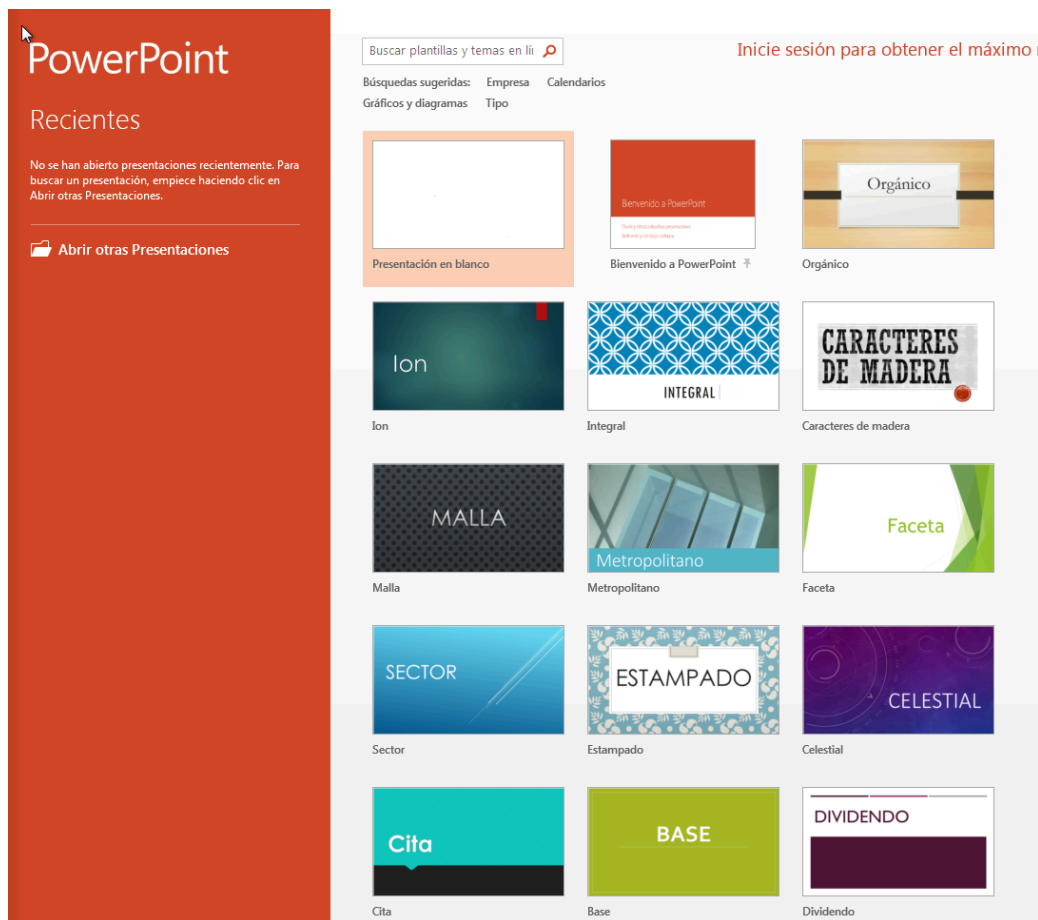 PowerPoint
Recientes
No se han abierto presentaciones recientemente. Para
buscar un presentación, empiece haciendo clic en
Abrir otras Presentaciones.
Abrir otras Presentaciones
Buscar plantillas y temas en lí
Inicie sesión para obtener el máximo
Búsquedas sugeridas: Empresa Calendarios
Gráficos y diagramas Tipo
Bienvenido a PowerPoint
Orgánico
Presentación en blanco
Bienvenido a PowerPoint
Orgánico
Ion
INTEGRAL
CARACTERES
DE MADERA
Ion
Integral
Caracteres de madera
MALLA
Metropolitano
Faceta
Malla
Metropolitano
Faceta
SECTOR
ESTAMPADO
CELESTIAL
Sector
Estampado
Celestial
Cita
BASE
DIVIDENDO
Cita
Base
Dividendo